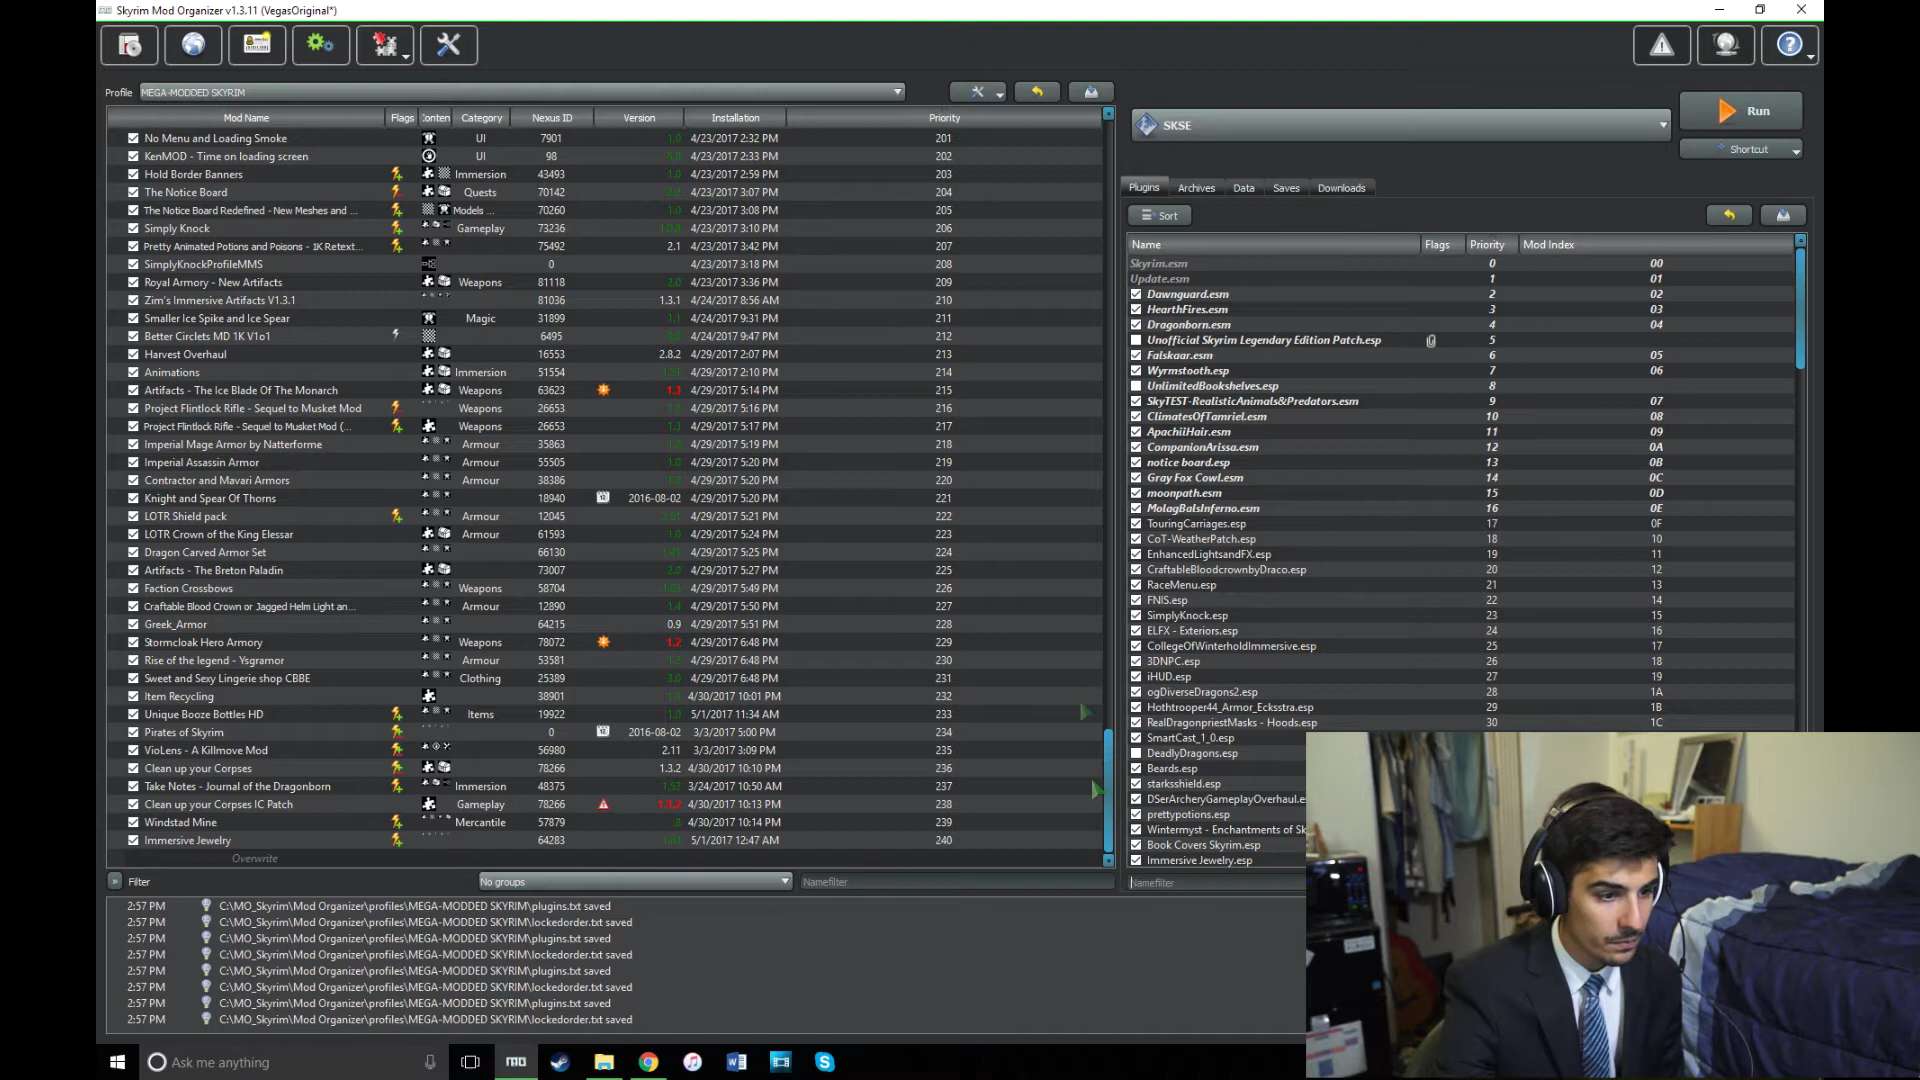 Skyrim Mod Organizer v1.3.11 (VegasOriginal*)
Profile MEGA-MODDED SKYRIM
Mod Name Flags Conten Category Nexus ID Version Installation Priority
No Menu and Loading Smoke UI 7901 1.0 4/23/2017 2:32 PM 201
KenMOD - Time on loading screen UI 98 4/23/2017 2:33 PM 202
Hold Border Banners Immersion 43493 1.0 4/23/2017 2:59 PM 203
The Notice Board Quests 70142 4/23/2017 3:07 PM 204
The Notice Board Redefined - New Meshes and ... Models ... 70260 1.0 4/23/2017 3:08 PM 205
Simply Knock Gameplay 73236 4/23/2017 3:10 PM 206
Pretty Animated Potions and Poisons - 1K Retext... 75492 2.1 4/23/2017 3:42 PM 207
SimplyKnockProfileMMS 0 4/23/2017 3:18 PM 208
Royal Armory - New Artifacts Weapons 81118 2.0 4/23/2017 3:36 PM 209
Zim's Immersive Artifacts V1.3.1 81036 1.3.1 4/24/2017 8:56 AM 210
Smaller Ice Spike and Ice Spear Magic 31899 1.1 4/24/2017 9:31 PM 211
Better Circlets MD 1K V1o1 6495 4/24/2017 9:47 PM 212
Harvest Overhaul 16553 2.8.2 4/29/2017 2:07 PM 213
Animations Immersion 51554 4/29/2017 2:10 PM 214
Artifacts - The Ice Blade Of The Monarch Weapons 63623 1.3 4/29/2017 5:14 PM 215
Project Flintlock Rifle - Sequel to Musket Mod Weapons 26653 4/29/2017 5:16 PM 216
Project Flintlock Rifle - Sequel to Musket Mod (... Weapons 26653 1.3 4/29/2017 5:17 PM 217
Imperial Mage Armor by Natterforme Armour 35863 1.0 4/29/2017 5:19 PM 218
Imperial Assassin Armor Armour 55505 4/29/2017 5:20 PM 219
Contractor and Mavari Armors Armour 38386 4/29/2017 5:20 PM 220
Knight and Spear Of Thorns 18940 2016-08-02 4/29/2017 5:20 PM 221
LOTR Shield pack Armour 12045 4/29/2017 5:21 PM 222
LOTR Crown of the King Elessar Armour 61593 1.0 4/29/2017 5:24 PM 223
Dragon Carved Armor Set 66130 4/29/2017 5:25 PM 224
Artifacts - The Breton Paladin 73007 2.0 4/29/2017 5:27 PM 225
Faction Crossbows Weapons 58704 4/29/2017 5:49 PM 226
Craftable Blood Crown or Jagged Helm Light an... Armour 12890 1.4 4/29/2017 5:50 PM 227
Greek_Armor 64215 0.9 4/29/2017 5:51 PM 228
Stormcloak Hero Armory Weapons 78072 1.2 4/29/2017 6:48 PM 229
Rise of the legend - Ysgramor Armour 53581 1.2 4/29/2017 6:48 PM 230
Sweet and Sexy Lingerie shop CBBE Clothing 25389 3.0 4/29/2017 6:48 PM 231
Item Recycling 38901 4/30/2017 10:01 PM 232
Unique Booze Bottles HD Items 19922 1.0 5/1/2017 11:34 AM 233
Pirates of Skyrim 0 2016-08-02 3/3/2017 5:00 PM 234
VioLens - A Killmove Mod 56980 2.11 3/3/2017 3:09 PM 235
Clean up your Corpses 78266 1.3.2 4/30/2017 10:10 PM 236
Take Notes - Journal of the Dragonborn Immersion 48375 1.52 3/24/2017 10:50 AM 237
Clean up your Corpses IC Patch Gameplay 78266 1.3.2 4/30/2017 10:13 PM 238
Windstad Mine Mercantile 57879 .8 4/30/2017 10:14 PM 239
Immersive Jewelry 64283 5/1/2017 12:47 AM 240
Overwrite
Filter No groups Namefilter
2:57 PM C:\MO_Skyrim\Mod Organizer\profiles\MEGA-MODDED SKYRIM\plugins.txt saved
2:57 PM C:\MO_Skyrim\Mod Organizer\profiles\MEGA-MODDED SKYRIM\lockedorder.txt saved
2:57 PM C:\MO_Skyrim\Mod Organizer\profiles\MEGA-MODDED SKYRIM\plugins.txt saved
2:57 PM C:\MO_Skyrim\Mod Organizer\profiles\MEGA-MODDED SKYRIM\lockedorder.txt saved
2:57 PM C:\MO_Skyrim\Mod Organizer\profiles\MEGA-MODDED SKYRIM\plugins.txt saved
2:57 PM C:\MO_Skyrim\Mod Organizer\profiles\MEGA-MODDED SKYRIM\lockedorder.txt saved
2:57 PM C:\MO_Skyrim\Mod Organizer\profiles\MEGA-MODDED SKYRIM\plugins.txt saved
2:57 PM C:\MO_Skyrim\Mod Organizer\profiles\MEGA-MODDED SKYRIM\lockedorder.txt saved
SKSE
Run
Shortcut
Plugins Archives Data Saves Downloads
Sort
Name Flags Priority Mod Index
Skyrim.esm 0 00
Update.esm 1 01
Dawnguard.esm 2 02
HearthFires.esm 3 03
Dragonborn.esm 4 04
Unofficial Skyrim Legendary Edition Patch.esp 5
Falskaar.esm 6 05
Wyrmstooth.esp 7 06
UnlimitedBookshelves.esp 8
SkyTEST-RealisticAnimals&Predators.esm 9 07
ClimatesOfTamriel.esm 10 08
ApachiiHair.esm 11 09
CompanionArissa.esm 12 0A
notice board.esp 13 0B
Gray Fox Cowl.esm 14 0C
moonpath.esm 15 0D
MolagBalsInferno.esm 16 0E
TouringCarriages.esp 17 0F
CoT-WeatherPatch.esp 18 10
EnhancedLightsandFX.esp 19 11
CraftableBloodcrownbyDraco.esp 20 12
RaceMenu.esp 21 13
FNIS.esp 22 14
SimplyKnock.esp 23 15
ELFX - Exteriors.esp 24 16
CollegeOfWinterholdImmersive.esp 25 17
3DNPC.esp 26 18
iHUD.esp 27 19
ogDiverseDragons2.esp 28 1A
Hothtrooper44_Armor_Ecksstra.esp 29 1B
RealDragonpriestMasks - Hoods.esp 30 1C
SmartCast_1_0.esp
DeadlyDragons.esp
Beards.esp
starksshield.esp
DSerArcheryGameplayOverhaul.es
prettypotions.esp
Wintermyst - Enchantments of Sk
Book Covers Skyrim.esp
Immersive Jewelry.esp
Namefilter
Ask me anything